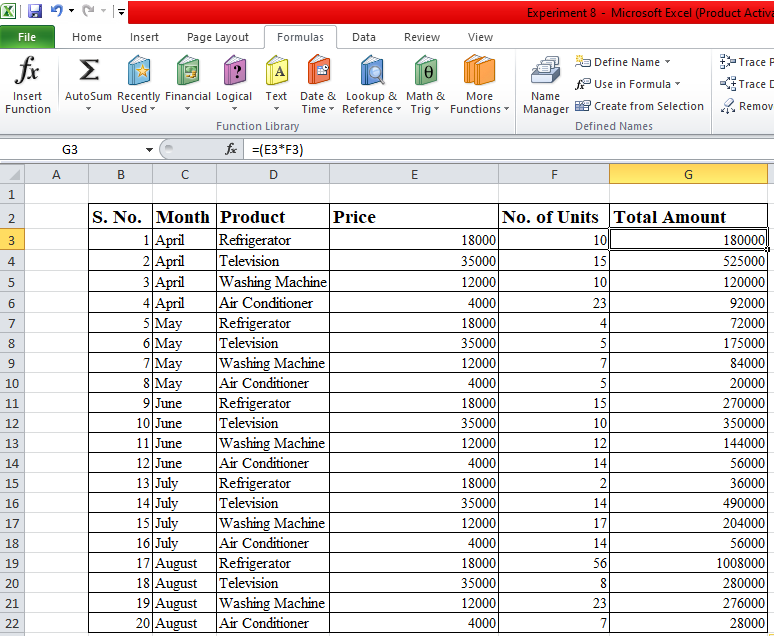 Experiment 8 - Microsoft Excel (Product Activa
File Home Insert Page Layout Formulas Data Review View
fx Σ ? A θ
Insert Function
AutoSum
Recently Used
Financial
Logical
Text
Date & Time
Lookup & Reference
Math & Trig
More Functions
Function Library
Name Manager
Define Name
Use in Formula
Create from Selection
Defined Names
Trace P
Trace D
Remov
G3 fx =(E3*F3)
A B C D E F G
1
2 S. No. Month Product Price No. of Units Total Amount
3 1 April Refrigerator 18000 10 180000
4 2 April Television 35000 15 525000
5 3 April Washing Machine 12000 10 120000
6 4 April Air Conditioner 4000 23 92000
7 5 May Refrigerator 18000 4 72000
8 6 May Television 35000 5 175000
9 7 May Washing Machine 12000 7 84000
10 8 May Air Conditioner 4000 5 20000
11 9 June Refrigerator 18000 15 270000
12 10 June Television 35000 10 350000
13 11 June Washing Machine 12000 12 144000
14 12 June Air Conditioner 4000 14 56000
15 13 July Refrigerator 18000 2 36000
16 14 July Television 35000 14 490000
17 15 July Washing Machine 12000 17 204000
18 16 July Air Conditioner 4000 14 56000
19 17 August Refrigerator 18000 56 1008000
20 18 August Television 35000 8 280000
21 19 August Washing Machine 12000 23 276000
22 20 August Air Conditioner 4000 7 28000